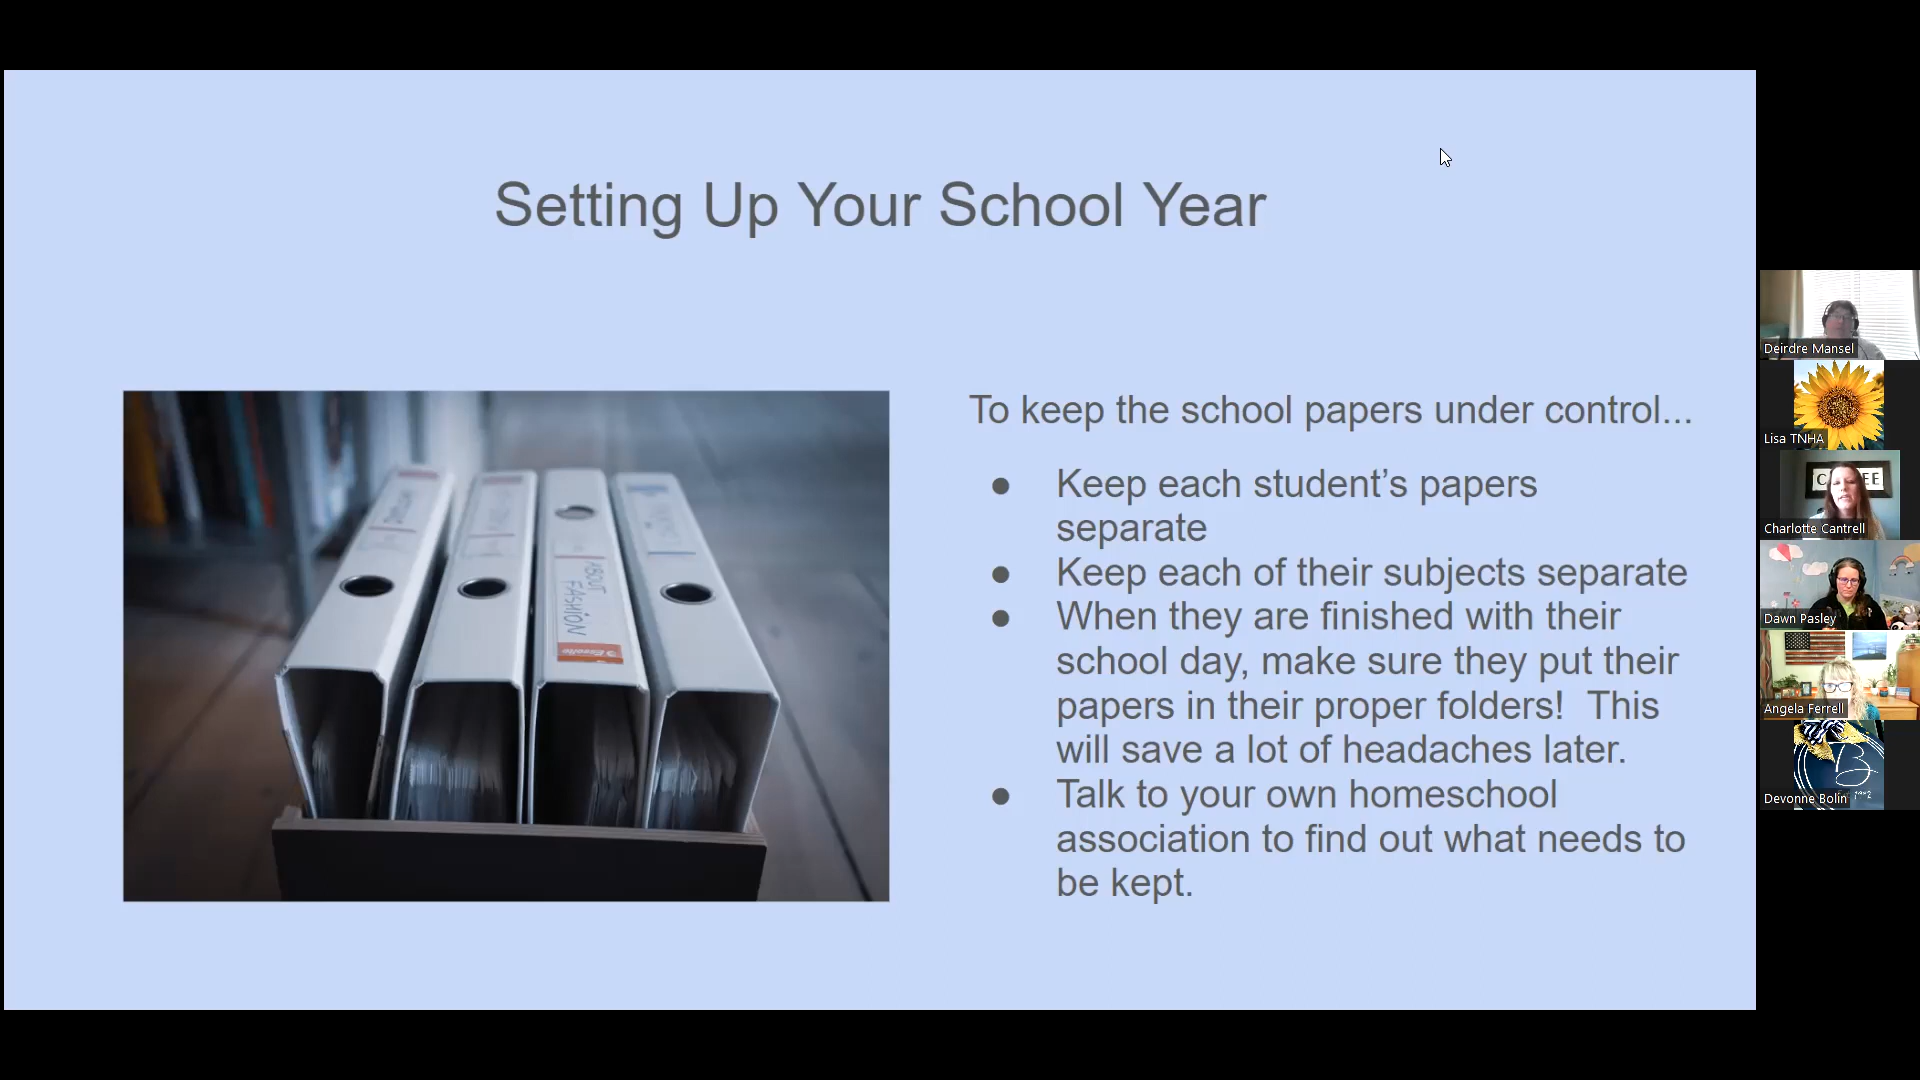 Setting Up Your School Year
To keep the school papers under control...
● Keep each student’s papers
separate
● Keep each of their subjects separate
● When they are finished with their
school day, make sure they put their
papers in their proper folders!  This
will save a lot of headaches later.
● Talk to your own homeschool
association to find out what needs to
be kept.
ABOUT
FASHION
Deirdre Mansel
Lisa TNHA
Charlotte Cantrell
Dawn Pasley
Angela Ferrell
B
Devonne Bolin